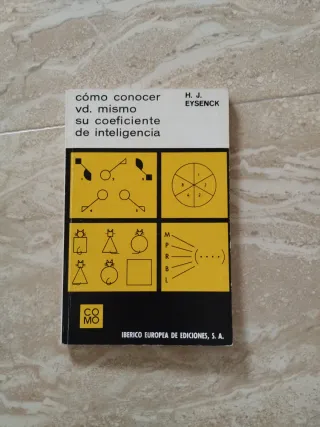 cómo conocer
vd. mismo
su coeficiente
de inteligencia
H. J.
EYSENCK
M
P
R
B
L
(....)
CO
MO
IBERICO EUROPEA DE EDICIONES, S. A.